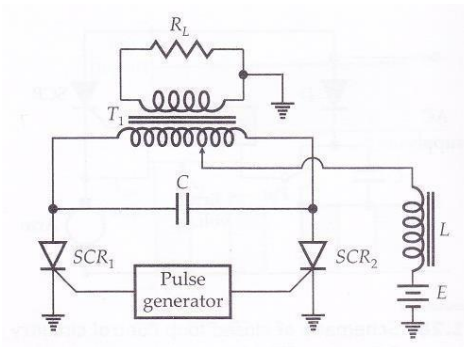 R_L
T_1
C
SCR_1
SCR_2
L
Pulse
generator
E